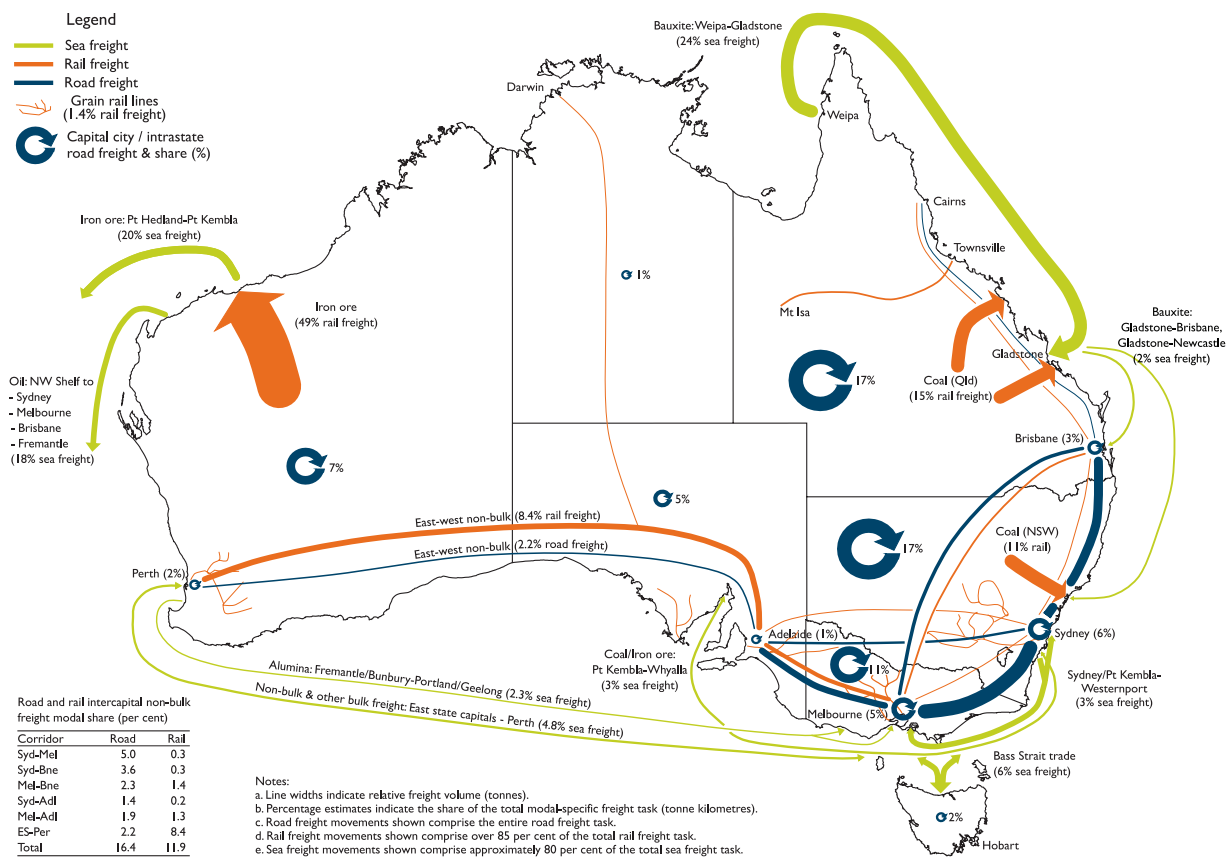 Legend
Sea freight
Rail freight
Road freight
Grain rail lines
(1.4% rail freight)
Capital city / intrastate
road freight & share (%)
Bauxite: Weipa-Gladstone
(24% sea freight)
Darwin
Weipa
Cairns
Townsville
Mt Isa
Iron ore: Pt Hedland-Pt Kembla
(20% sea freight)
Iron ore
(49% rail freight)
1%
Gladstone
Bauxite:
Gladstone-Brisbane,
Gladstone-Newcastle
(2% sea freight)
Oil: NW Shelf to
- Sydney
- Melbourne
- Brisbane
- Fremantle
(18% sea freight)
17%
Coal (Qld)
(15% rail freight)
Brisbane (3%)
7%
5%
East-west non-bulk (8.4% rail freight)
East-west non-bulk (2.2% road freight)
17%
Coal (NSW)
(11% rail)
Perth (2%)
Adelaide (1%)
Sydney (6%)
11%
Coal/Iron ore:
Pt Kembla-Whyalla
(3% sea freight)
Alumina: Fremantle/Bunbury-Portland/Geelong (2.3% sea freight)
Non-bulk & other bulk freight: East state capitals - Perth (4.8% sea freight)
Melbourne (5%)
Sydney/Pt Kembla-
Westernport
(3% sea freight)
Bass Strait trade
(6% sea freight)
2%
Hobart
Road and rail intercapital non-bulk
freight modal share (per cent)
Corridor Road Rail
Syd-Mel 5.0 0.3
Syd-Bne 3.6 0.3
Mel-Bne 2.3 1.4
Syd-Adl 1.4 0.2
Mel-Adl 1.9 1.3
ES-Per 2.2 8.4
Total 16.4 11.9
Notes:
a. Line widths indicate relative freight volume (tonnes).
b. Percentage estimates indicate the share of the total modal-specific freight task (tonne kilometres).
c. Road freight movements shown comprise the entire road freight task.
d. Rail freight movements shown comprise over 85 per cent of the total rail freight task.
e. Sea freight movements shown comprise approximately 80 per cent of the total sea freight task.